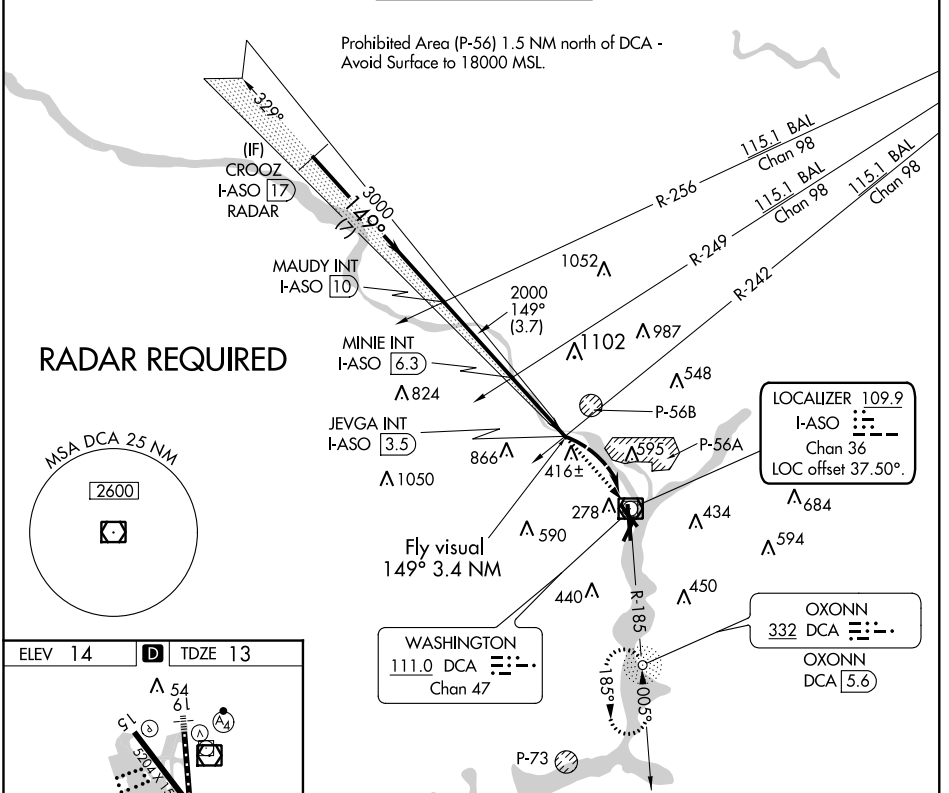 Prohibited Area (P-56) 1.5 NM north of DCA -
Avoid Surface to 18000 MSL.
329°
(IF)
CROOZ
I-ASO 17
RADAR
3000
149°
(7)
115.1 BAL
Chan 98
R-256
115.1 BAL
Chan 98
R-249
115.1 BAL
Chan 98
R-242
MAUDY INT
I-ASO 10
1052
2000
149°
(3.7)
1102
987
RADAR REQUIRED
MINIE INT
I-ASO 6.3
824
548
P-56B
JEVGA INT
I-ASO 3.5
866
416±
595
P-56A
LOCALIZER 109.9
I-ASO
Chan 36
LOC offset 37.50°.
MSA DCA 25 NM
2600
1050
278
434
684
590
594
Fly visual
149° 3.4 NM
440
450
R-185
WASHINGTON
111.0 DCA
Chan 47
OXONN
332 DCA
OXONN
DCA 5.6
185°
005°
P-73
ELEV 14
D
TDZE 13
54
19
15
P
V
A4
5204 X 15